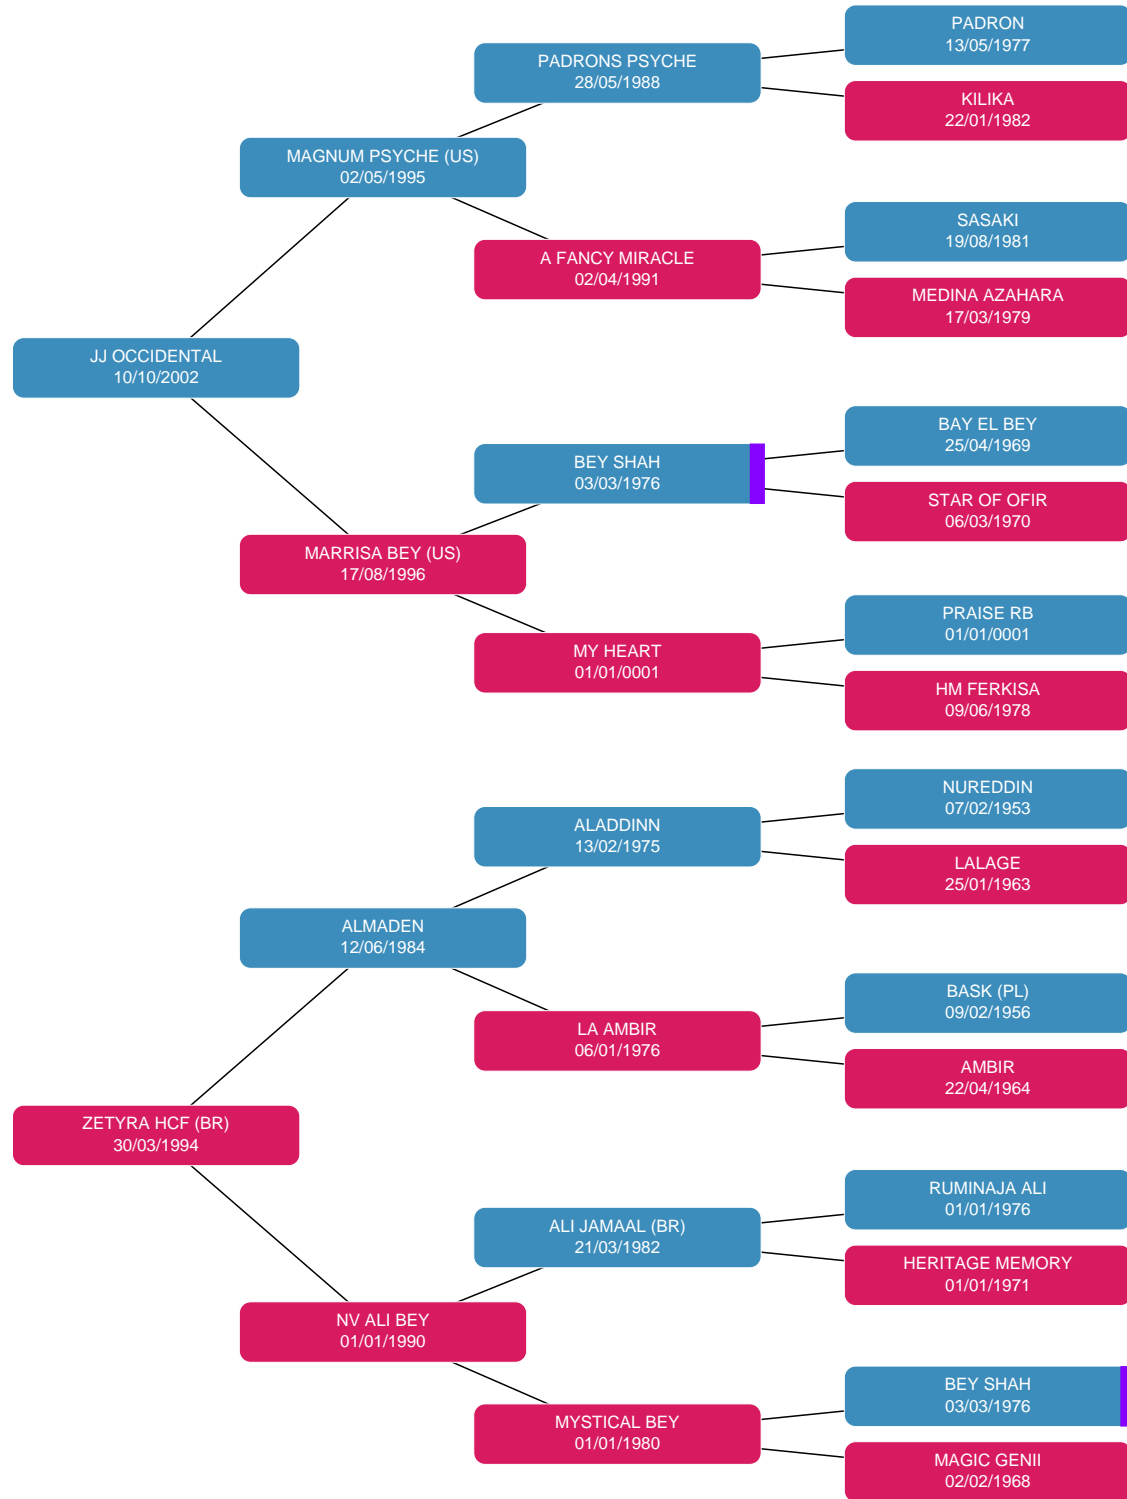 PADRON
13/05/1977
PADRONS PSYCHE
28/05/1988
KILIKA
22/01/1982
MAGNUM PSYCHE (US)
02/05/1995
SASAKI
19/08/1981
A FANCY MIRACLE
02/04/1991
MEDINA AZAHARA
17/03/1979
JJ OCCIDENTAL
10/10/2002
BAY EL BEY
25/04/1969
BEY SHAH
03/03/1976
STAR OF OFIR
06/03/1970
MARRISA BEY (US)
17/08/1996
PRAISE RB
01/01/0001
MY HEART
01/01/0001
HM FERKISA
09/06/1978
NUREDDIN
07/02/1953
ALADDINN
13/02/1975
LALAGE
25/01/1963
ALMADEN
12/06/1984
BASK (PL)
09/02/1956
LA AMBIR
06/01/1976
AMBIR
22/04/1964
ZETYRA HCF (BR)
30/03/1994
RUMINAJA ALI
01/01/1976
ALI JAMAAL (BR)
21/03/1982
HERITAGE MEMORY
01/01/1971
NV ALI BEY
01/01/1990
BEY SHAH
03/03/1976
MYSTICAL BEY
01/01/1980
MAGIC GENII
02/02/1968